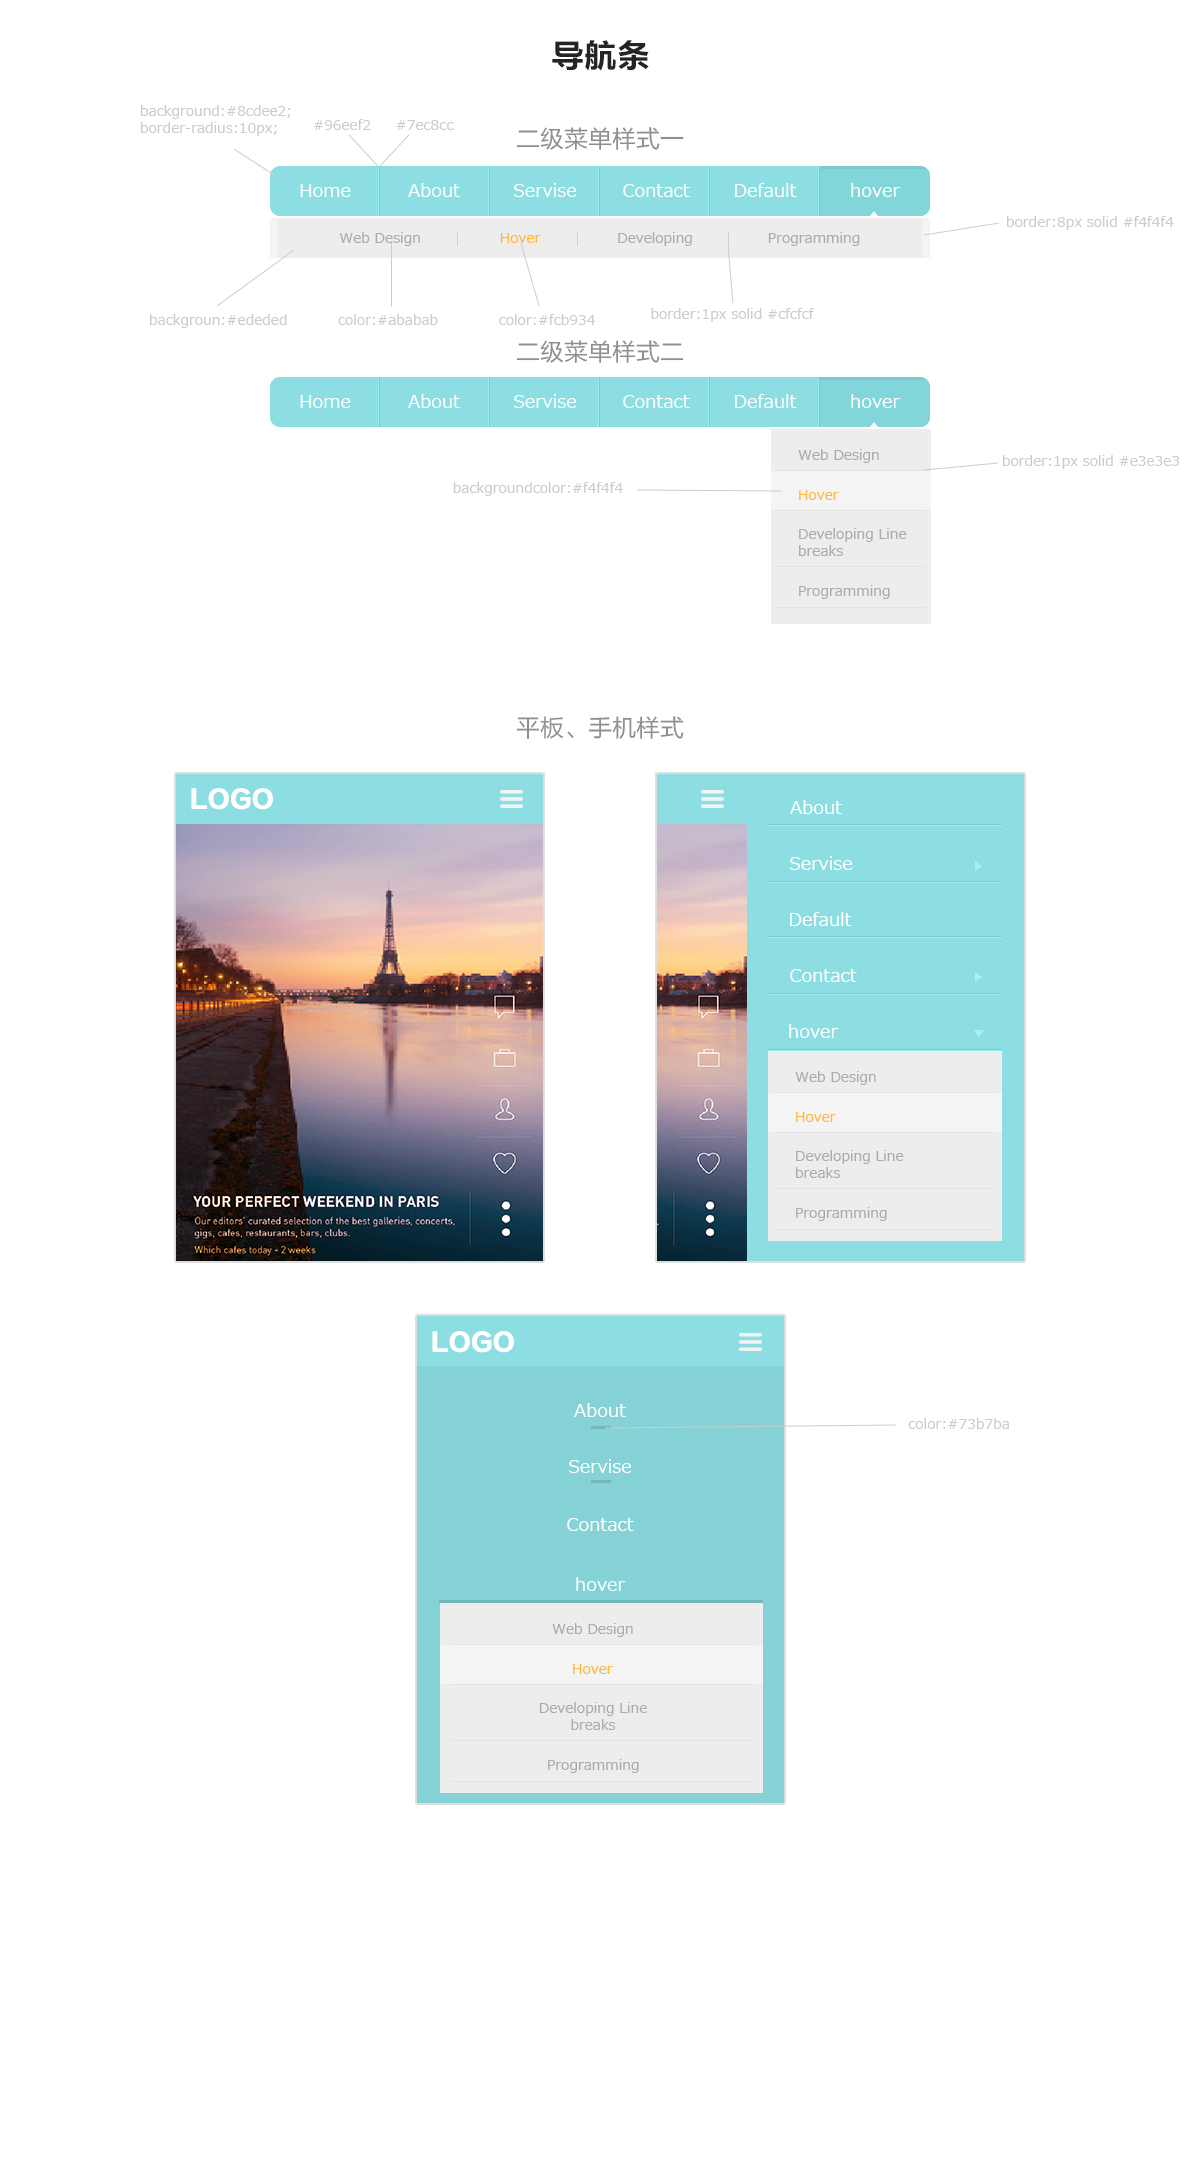 导航条
background:#8cdee2;
border-radius:10px;
#96eef2
#7ec8cc
二级菜单样式一
Home
About
Servise
Contact
Default
hover
border:8px solid #f4f4f4
Web Design
Hover
Developing
Programming
backgroun:#ededed
color:#ababab
color:#fcb934
border:1px solid #cfcfcf
二级菜单样式二
Home
About
Servise
Contact
Default
hover
Web Design
border:1px solid #e3e3e3
backgroundcolor:#f4f4f4
Hover
Developing Line
breaks
Programming
平板、手机样式
LOGO
YOUR PERFECT WEEKEND IN PARIS
Our editors' curated selection of the best galleries, concerts,
gigs, cafes, restaurants, bars, clubs.
Which cafes today - 2 weeks
About
Servise
Default
Contact
hover
Web Design
Hover
Developing Line
breaks
Programming
LOGO
About
color:#73b7ba
Servise
Contact
hover
Web Design
Hover
Developing Line
breaks
Programming